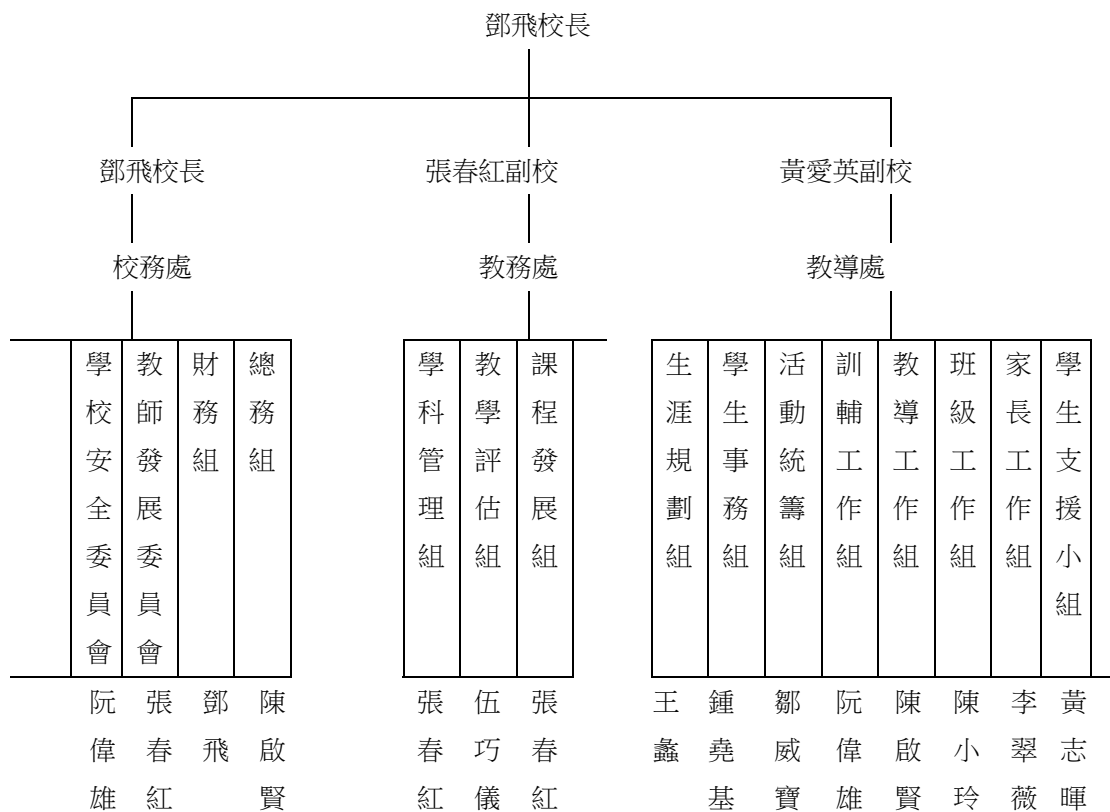 鄧飛校長
鄧飛校長
張春紅副校
黃愛英副校
校務處
教務處
教導處
學校安全委員會
教師發展委員會
財務組
總務組
學科管理組
教學評估組
課程發展組
生涯規劃組
學生事務組
活動統籌組
訓輔工作組
教導工作組
班級工作組
家長工作組
學生支援小組
阮偉雄
張春紅
鄧飛
陳啟賢
張春紅
伍巧儀
張春紅
王蠡
鍾堯基
鄒威寶
阮偉雄
陳啟賢
陳小玲
李翠薇
黃志暉